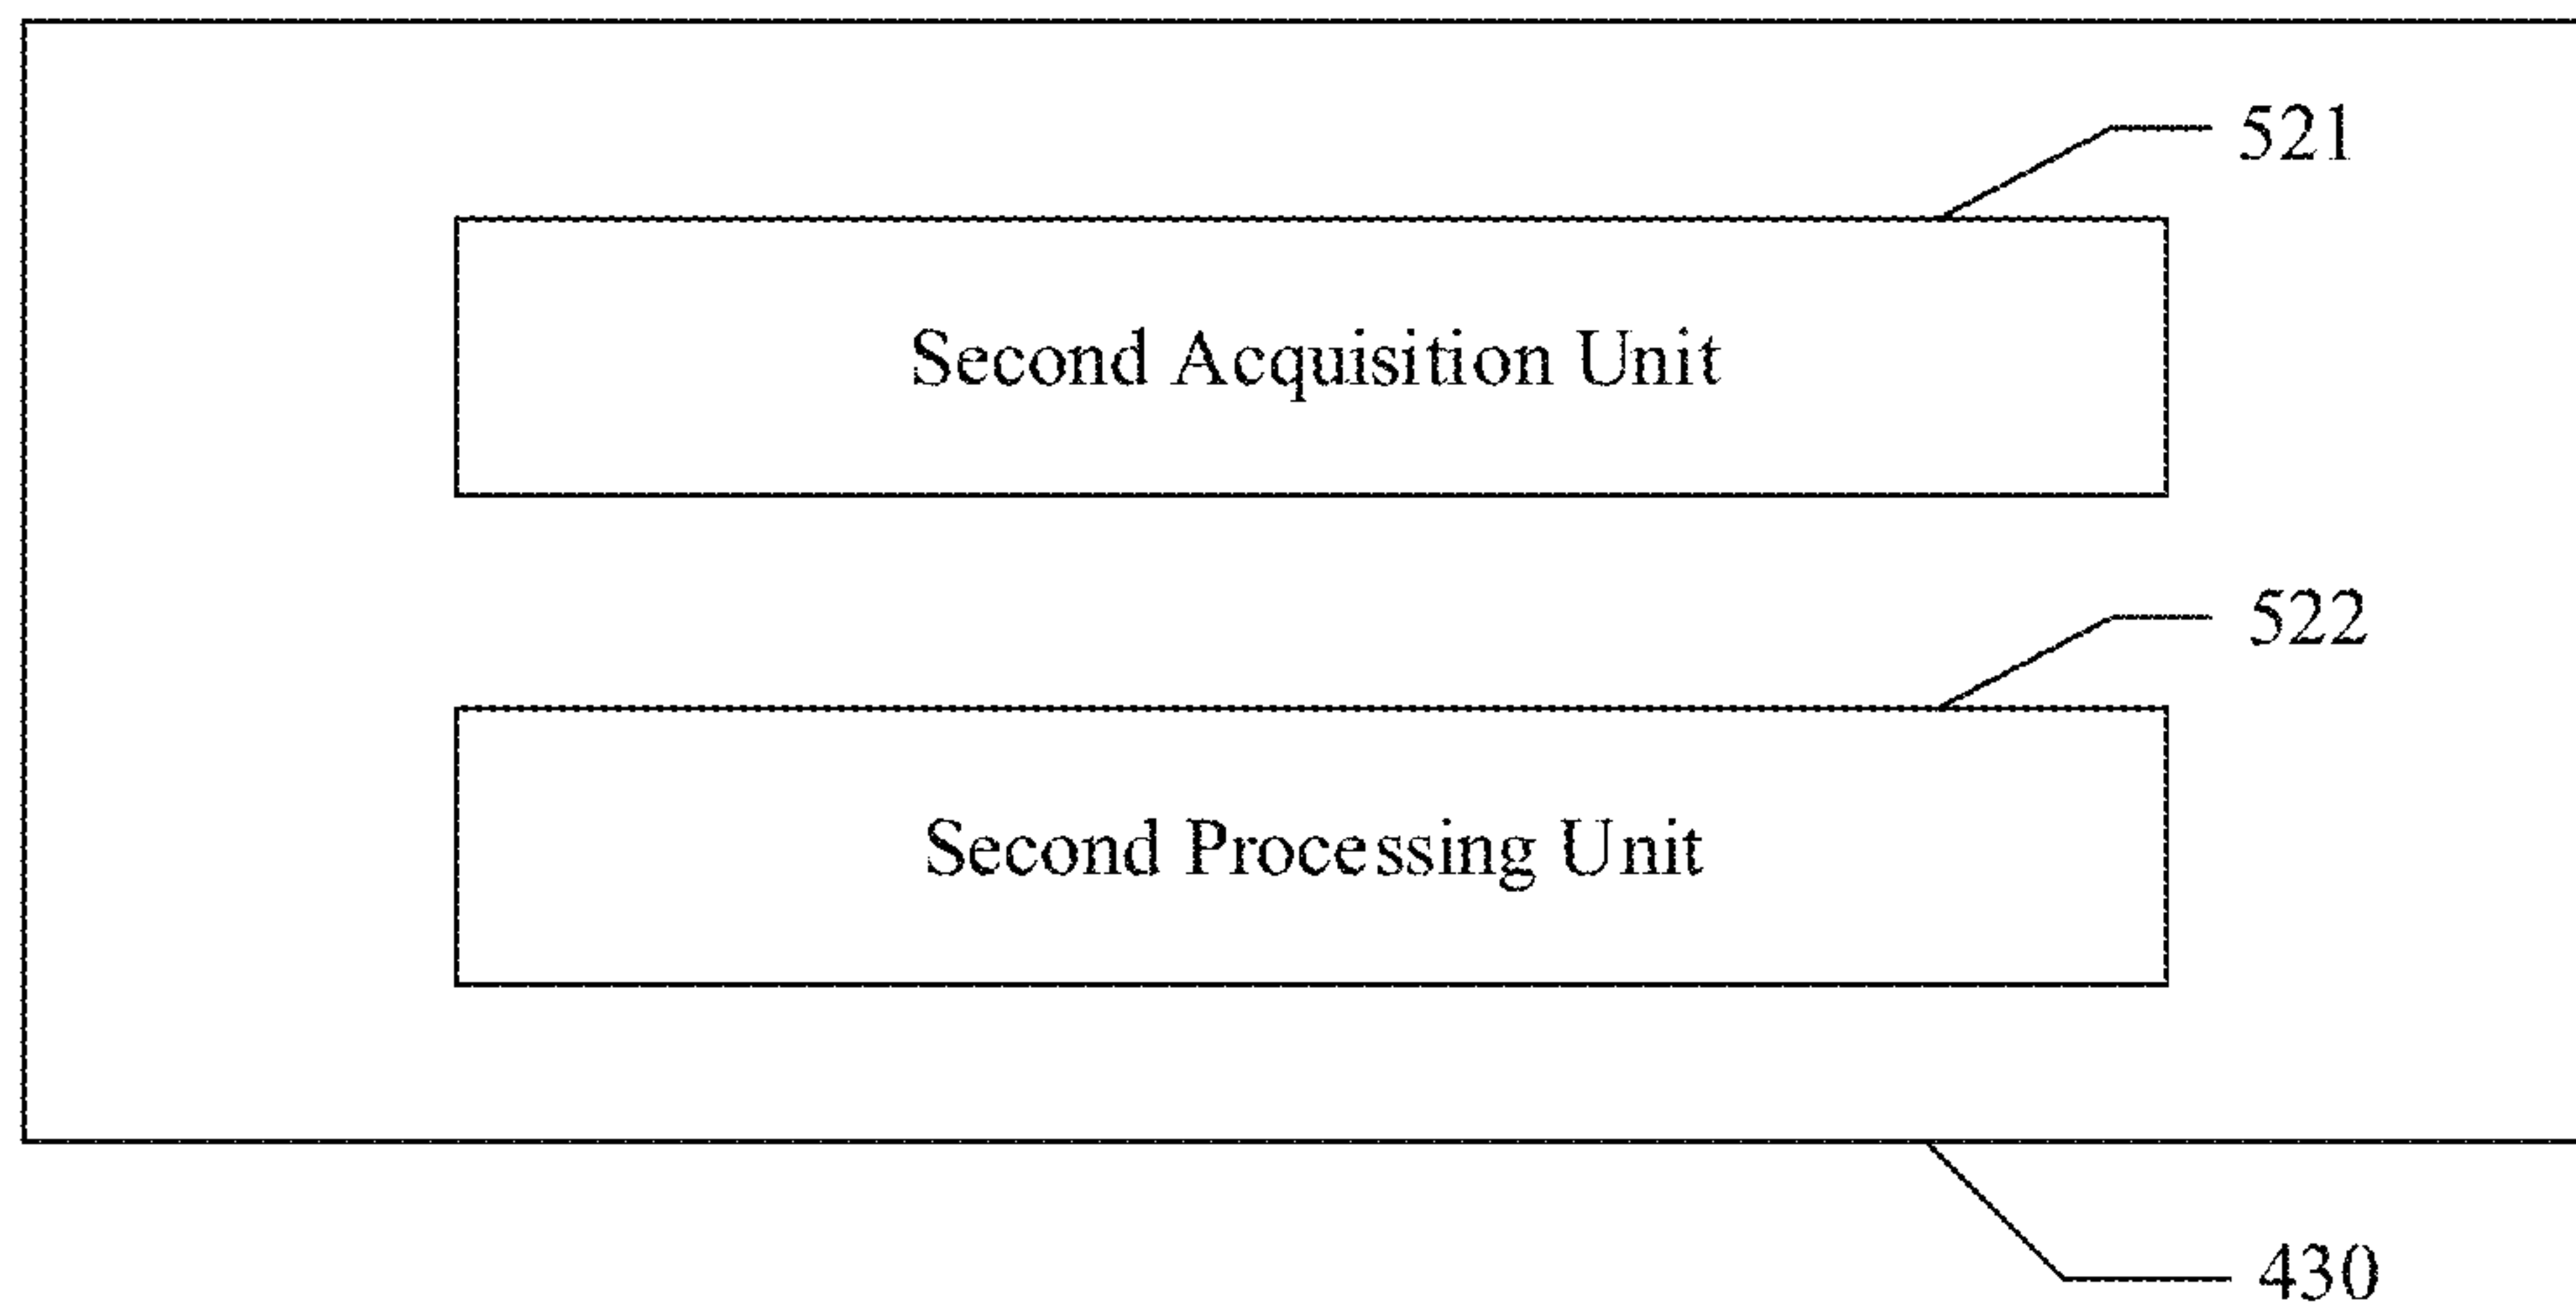 521
Second Acquisition Unit
522
Second Processing Unit
430